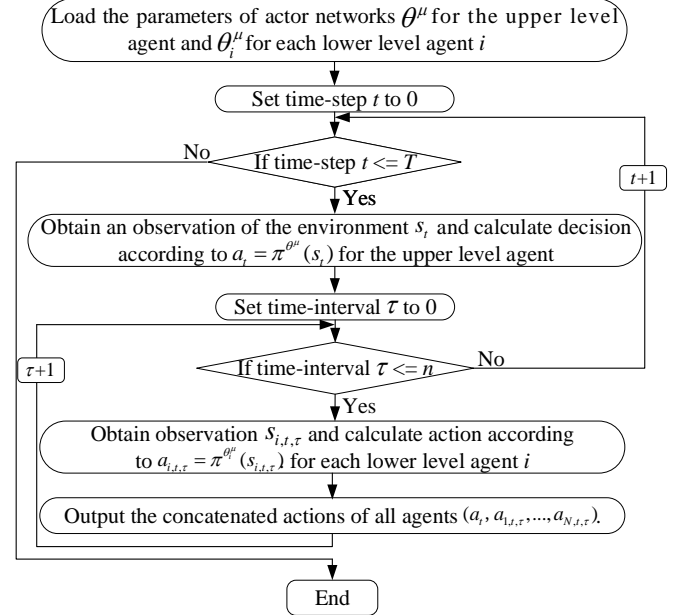 Load the parameters of actor networks θ^μ for the upper level
agent and θ_i^μ for each lower level agent i
Set time-step t to 0
No
If time-step t <= T
t+1
Yes
Obtain an observation of the environment s_t and calculate decision
according to a_t = π^{θ^μ}(s_t) for the upper level agent
Set time-interval τ to 0
τ+1
If time-interval τ <= n
No
Yes
Obtain observation s_{i,t,τ} and calculate action according
to a_{i,t,τ} = π^{θ_i^μ}(s_{i,t,τ}) for each lower level agent i
Output the concatenated actions of all agents (a_t, a_{1,t,τ},..., a_{N,t,τ}).
End